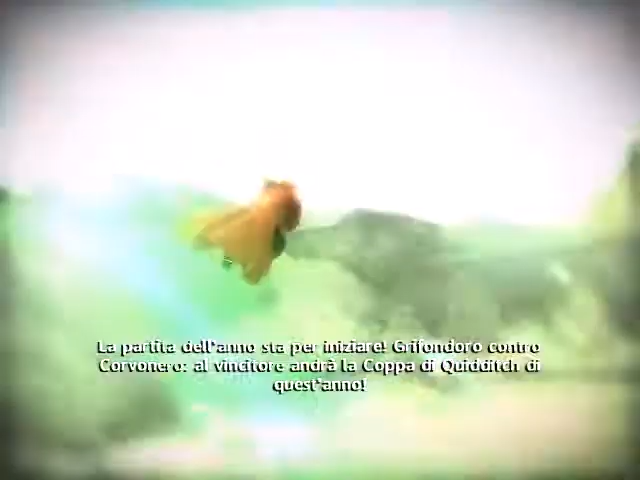 La partita dell'anno sta per iniziare! Grifondoro contro
Corvonero: al vincitore andrà la Coppa di Quidditch di
quest'anno!